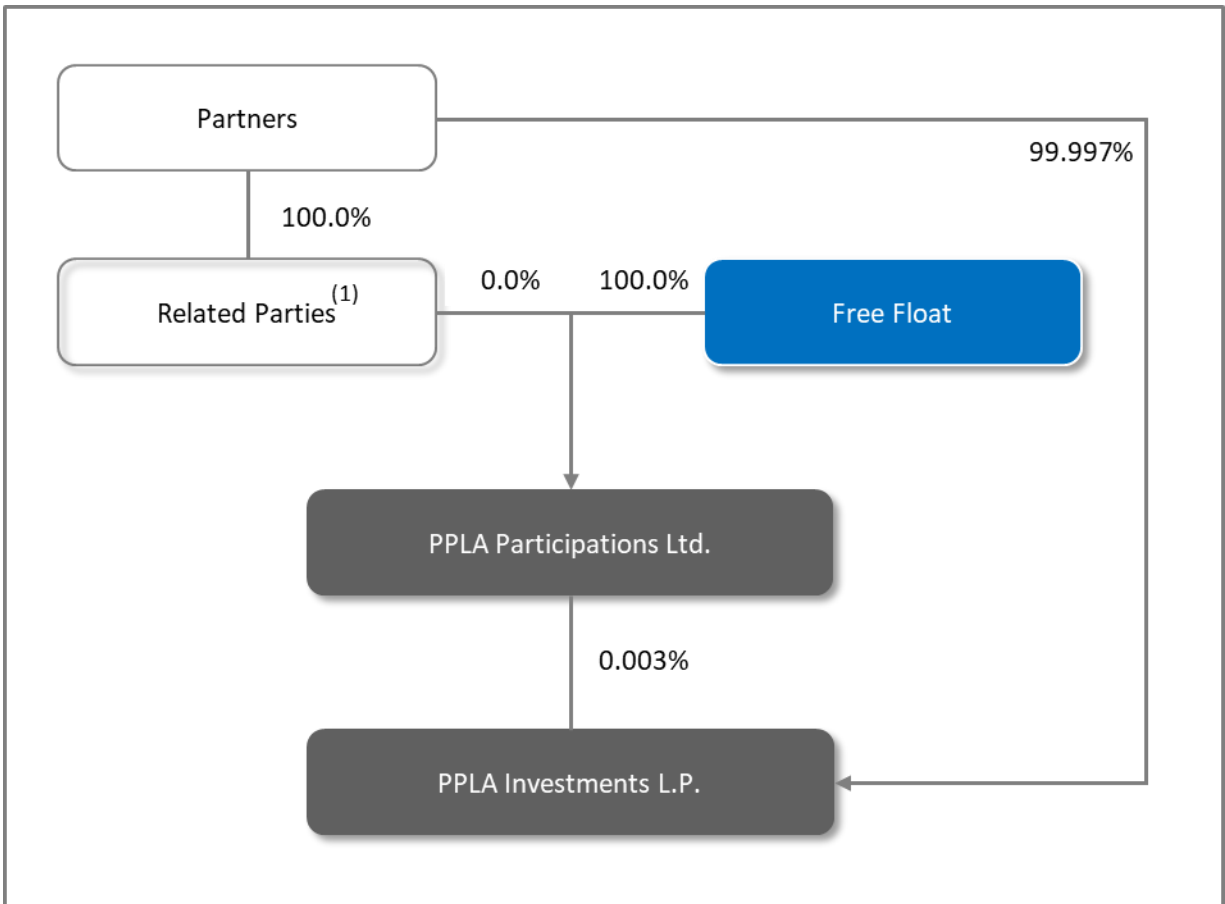 Partners
99.997%
100.0%
Related Parties(1)
0.0%
100.0%
Free Float
PPLA Participations Ltd.
0.003%
PPLA Investments L.P.